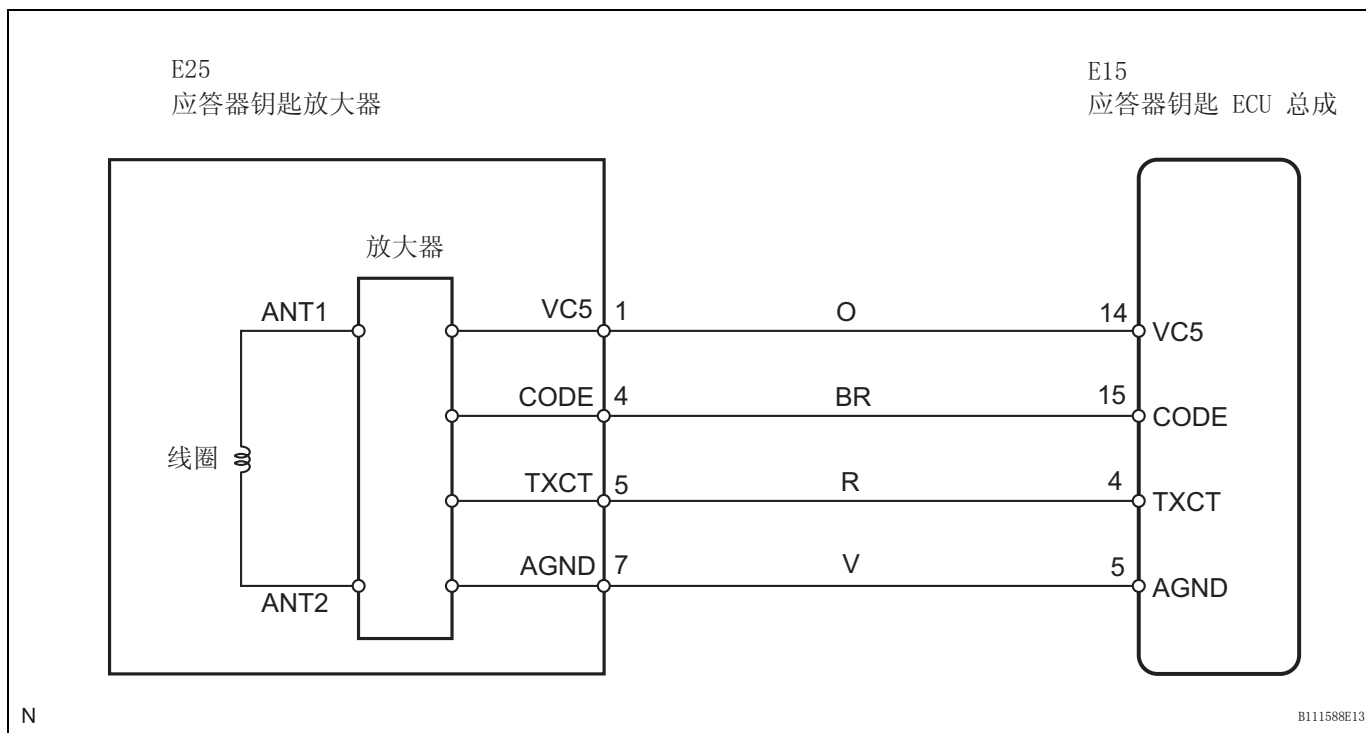 E25
应答器钥匙放大器
E15
应答器钥匙 ECU 总成
放大器
ANT1
VC5 1
O
14
VC5
CODE 4
BR
15
CODE
线圈
TXCT 5
R
4
TXCT
AGND 7
V
5
AGND
ANT2
N
B111588E13